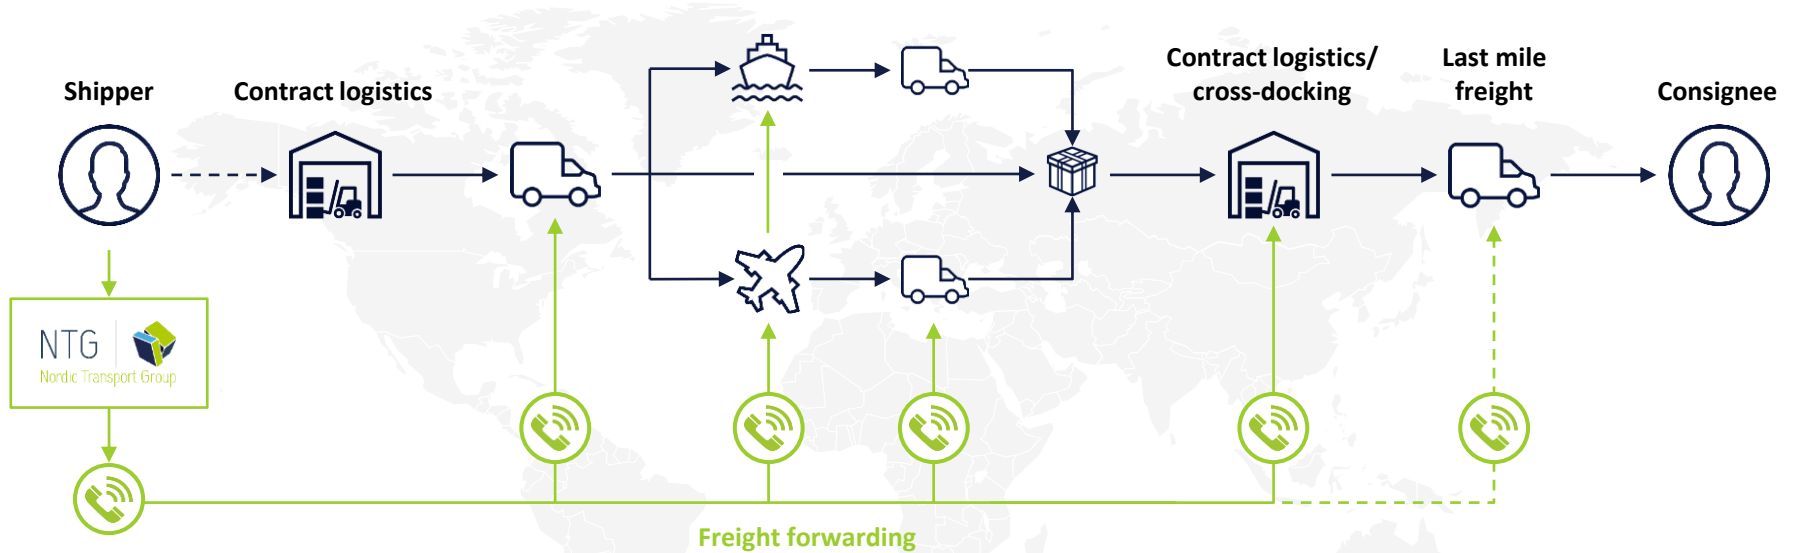 Shipper
Contract logistics
Contract logistics/
cross-docking
Last mile
freight
Consignee
NTG
Nordic Transport Group
Freight forwarding